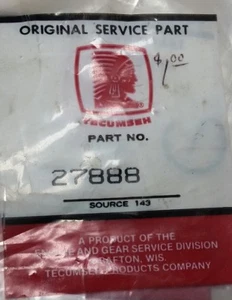 ORIGINAL SERVICE PART
$1.00
TECUMSEH
PART NO.
27888
SOURCE 143
A PRODUCT OF THE
AND GEAR SERVICE DIVISION
GRAFTON, WIS.
TECUMSEH PRODUCTS COMPANY